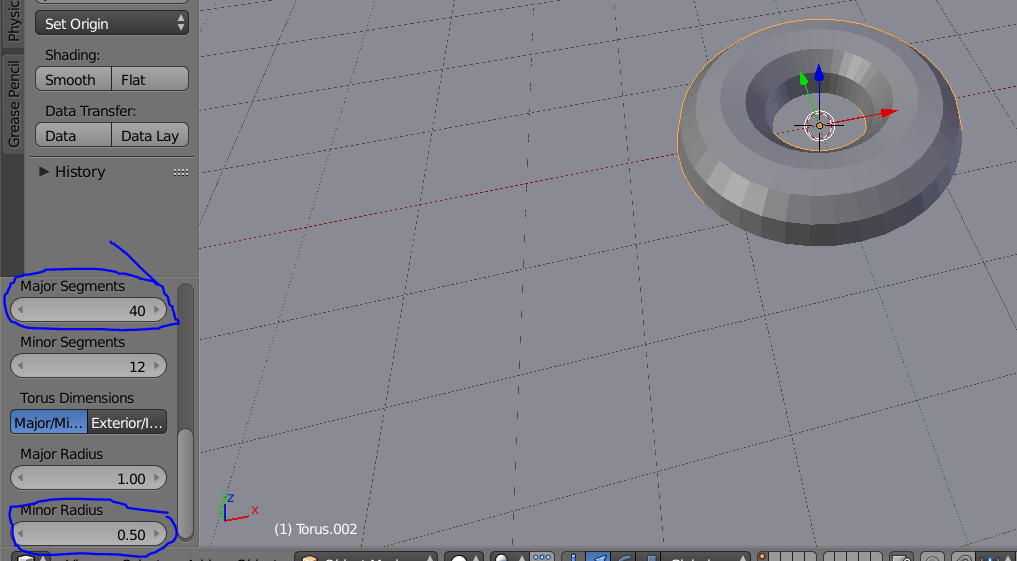 Physic
Grease Pencil
Set Origin
Shading:
Smooth Flat
Data Transfer:
Data Data Lay
History
Major Segments
40
Minor Segments
12
Torus Dimensions
Major/Mi... Exterior/I...
Major Radius
1.00
Minor Radius
0.50
z
x
(1) Torus.002